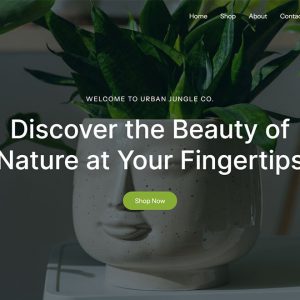 Home Shop About Contac
WELCOME TO URBAN JUNGLE CO.
Discover the Beauty of
Nature at Your Fingertips
Shop Now